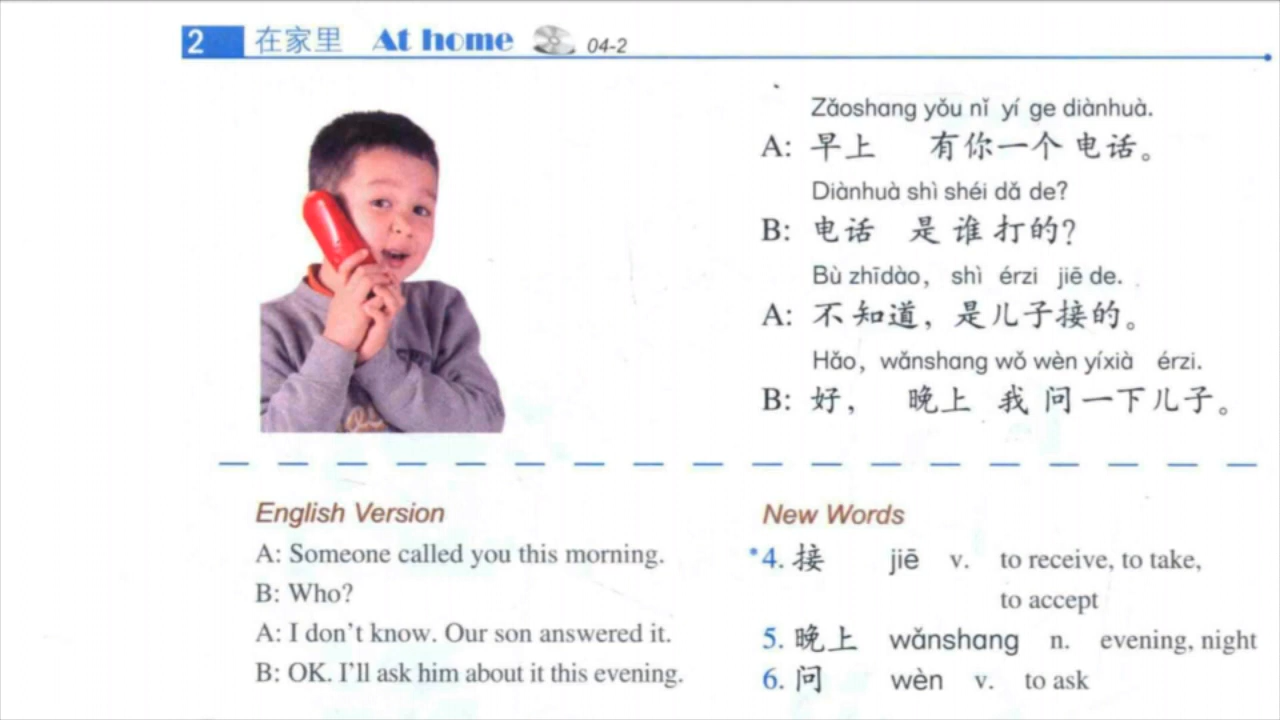 2 在家里 At home 04-2
Zǎoshang yǒu nǐ yí ge diànhuà.
A: 早上 有你一个电话。
Diànhuà shì shéi dǎ de?
B: 电话 是谁打的?
Bù zhīdào, shì érzi jiē de.
A: 不知道，是儿子接的。
Hǎo, wǎnshang wǒ wèn yíxià érzi.
B: 好， 晚上 我问一下儿子。
English Version
A: Someone called you this morning.
B: Who?
A: I don't know. Our son answered it.
B: OK. I'll ask him about it this evening.
New Words
*4. 接 jiē v. to receive, to take,
to accept
5. 晚上 wǎnshang n. evening, night
6. 问 wèn v. to ask